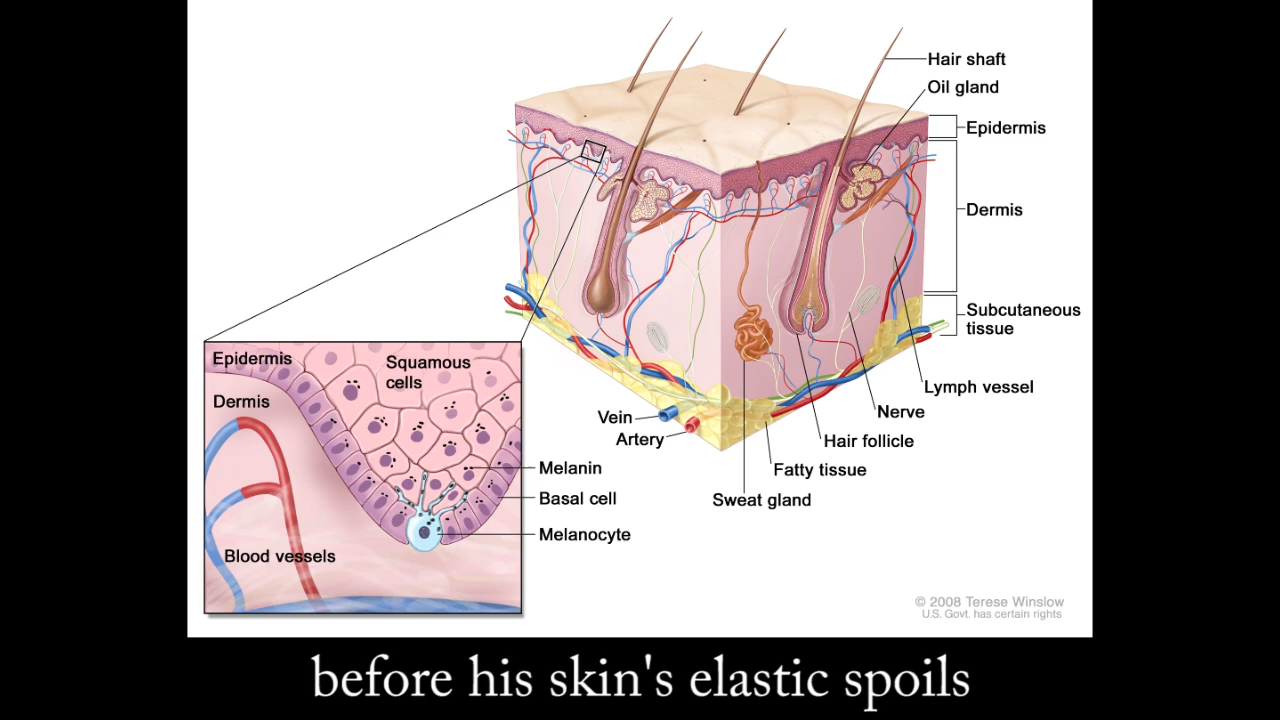 Hair shaft
Oil gland
Epidermis
Dermis
Subcutaneous
tissue
Lymph vessel
Nerve
Hair follicle
Fatty tissue
Sweat gland
Vein
Artery
Epidermis
Squamous
cells
Dermis
Melanin
Basal cell
Melanocyte
Blood vessels
© 2008 Terese Winslow
U.S. Govt. has certain rights
before his skin's elastic spoils